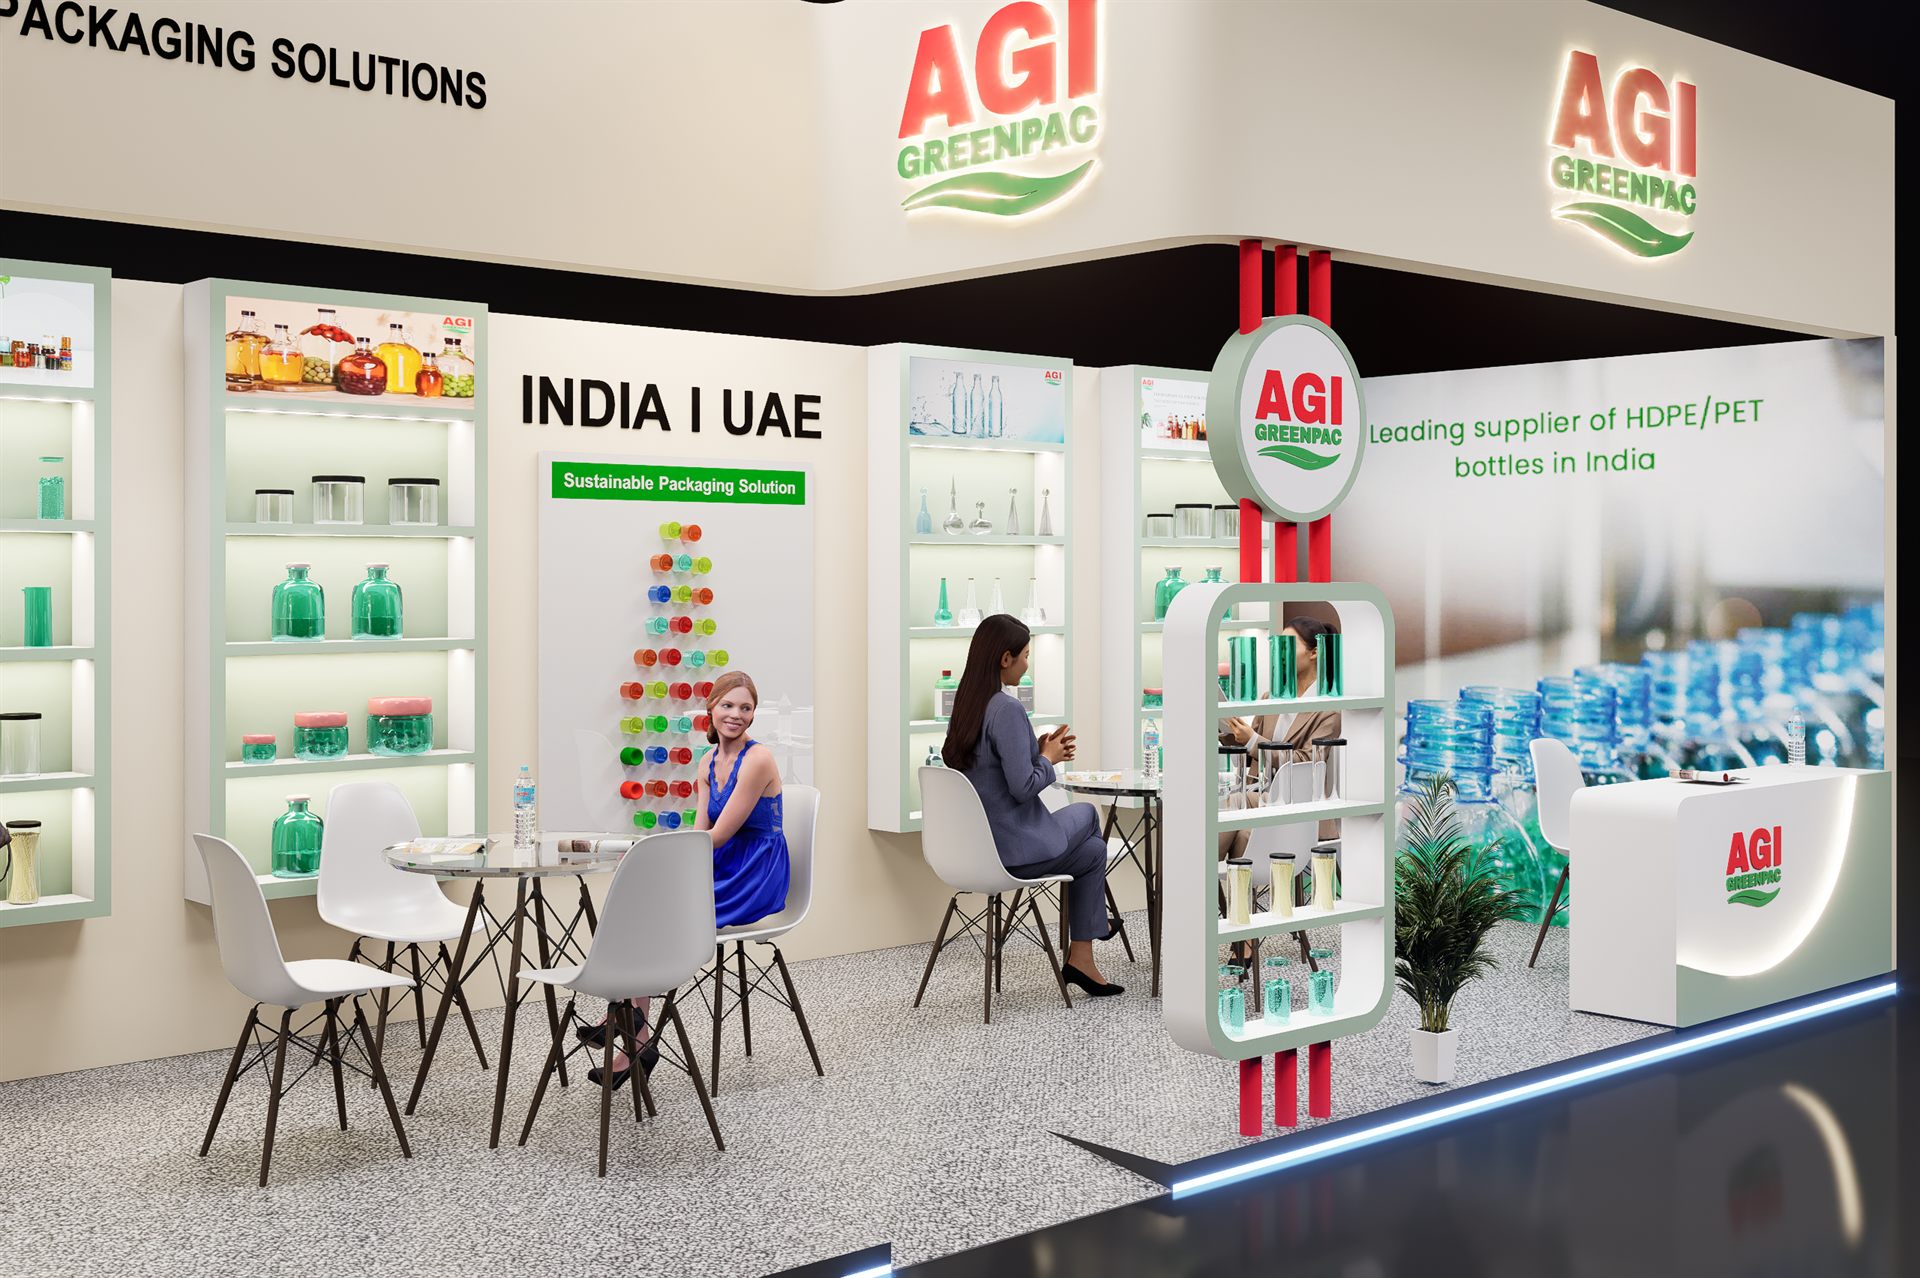 PACKAGING SOLUTIONS
AGI
GREENPAC
AGI
GREENPAC
AGI
INDIA I UAE
Sustainable Packaging Solution
AGI
AGI
AGI
GREENPAC
Leading supplier of HDPE/PET
bottles in India
AGI
GREENPAC